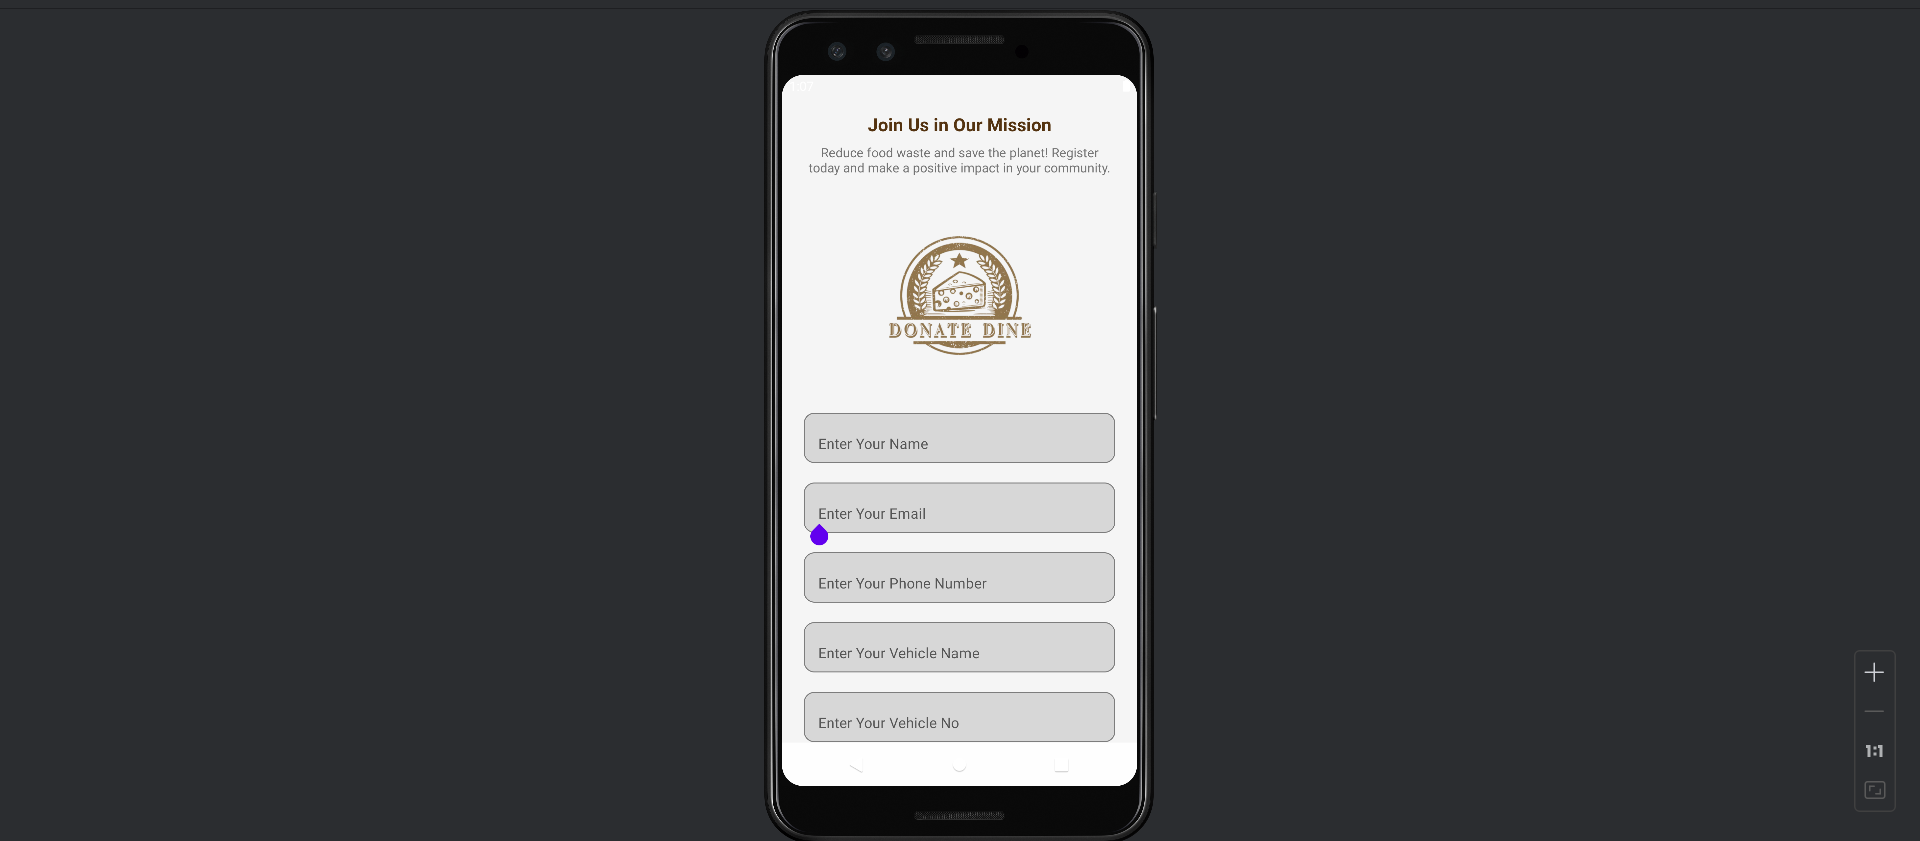 Join Us in Our Mission
Reduce food waste and save the planet! Register
today and make a positive impact in your community.
DONATE DINE
Enter Your Name
Enter Your Email
Enter Your Phone Number
Enter Your Vehicle Name
Enter Your Vehicle No
1:1